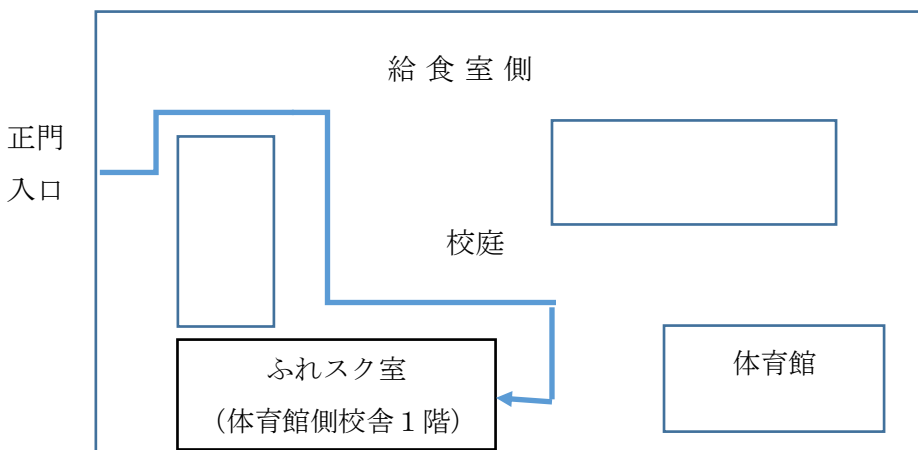 給食室側
正門
入口
校庭
体育館
ふれスク室
（体育館側校舎１階）